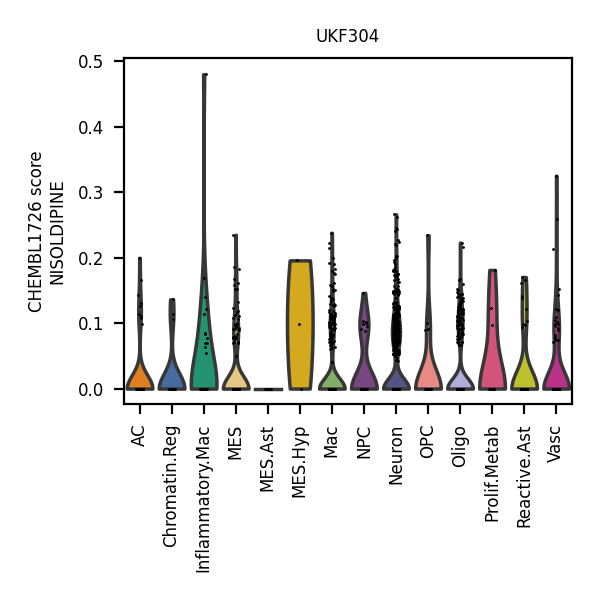 UKF304
CHEMBL1726 score
NISOLDIPINE
0.5
0.4
0.3
0.2
0.1
0.0
AC
Chromatin.Reg
Inflammatory.Mac
MES
MES.Ast
MES.Hyp
Mac
NPC
Neuron
OPC
Oligo
Prolif.Metab
Reactive.Ast
Vasc